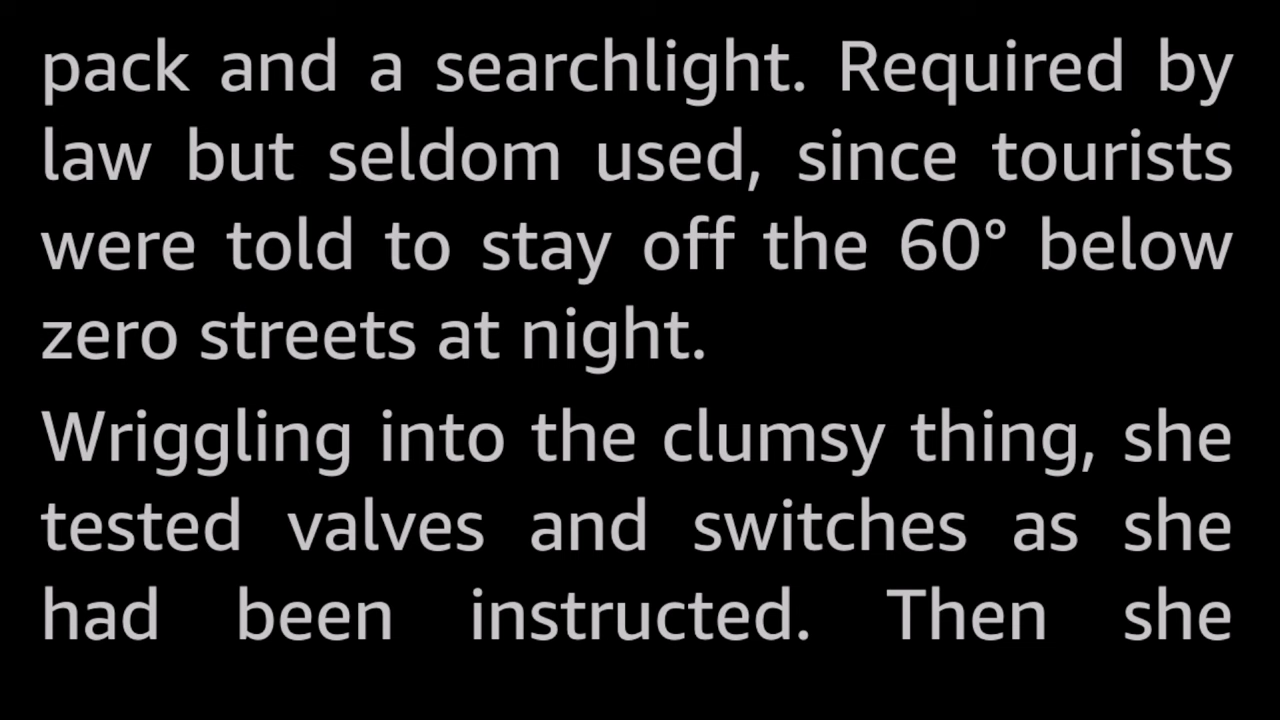 pack and a searchlight. Required by
law but seldom used, since tourists
were told to stay off the 60° below
zero streets at night.
Wriggling into the clumsy thing, she
tested valves and switches as she
had been instructed. Then she